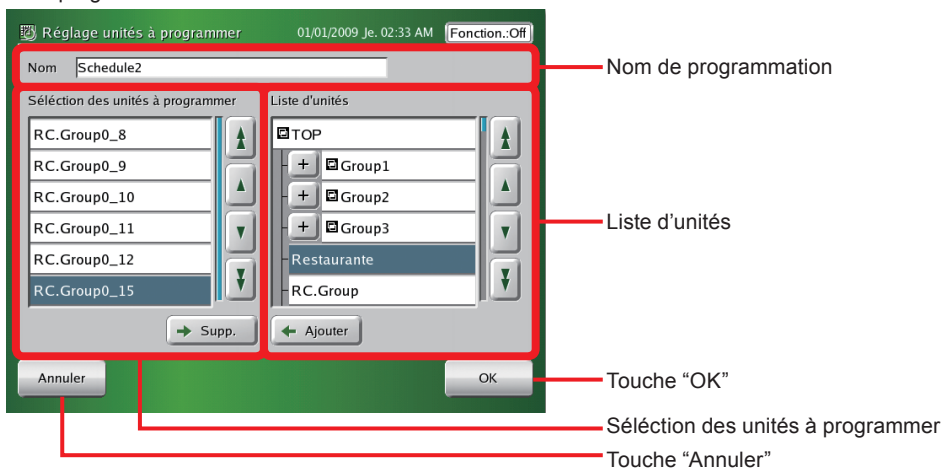 Réglage unités à programmer 01/01/2009 Je. 02:33 AM Fonction.:Off
Nom Schedule2
Nom de programmation
Séléction des unités à programmer
RC.Group0_8
RC.Group0_9
RC.Group0_10
RC.Group0_11
RC.Group0_12
RC.Group0_15
Supp.
Liste d'unités
TOP
+ Group1
+ Group2
+ Group3
Restaurante
RC.Group
Ajouter
Liste d’unités
Annuler
OK
Touche “OK”
Séléction des unités à programmer
Touche “Annuler”